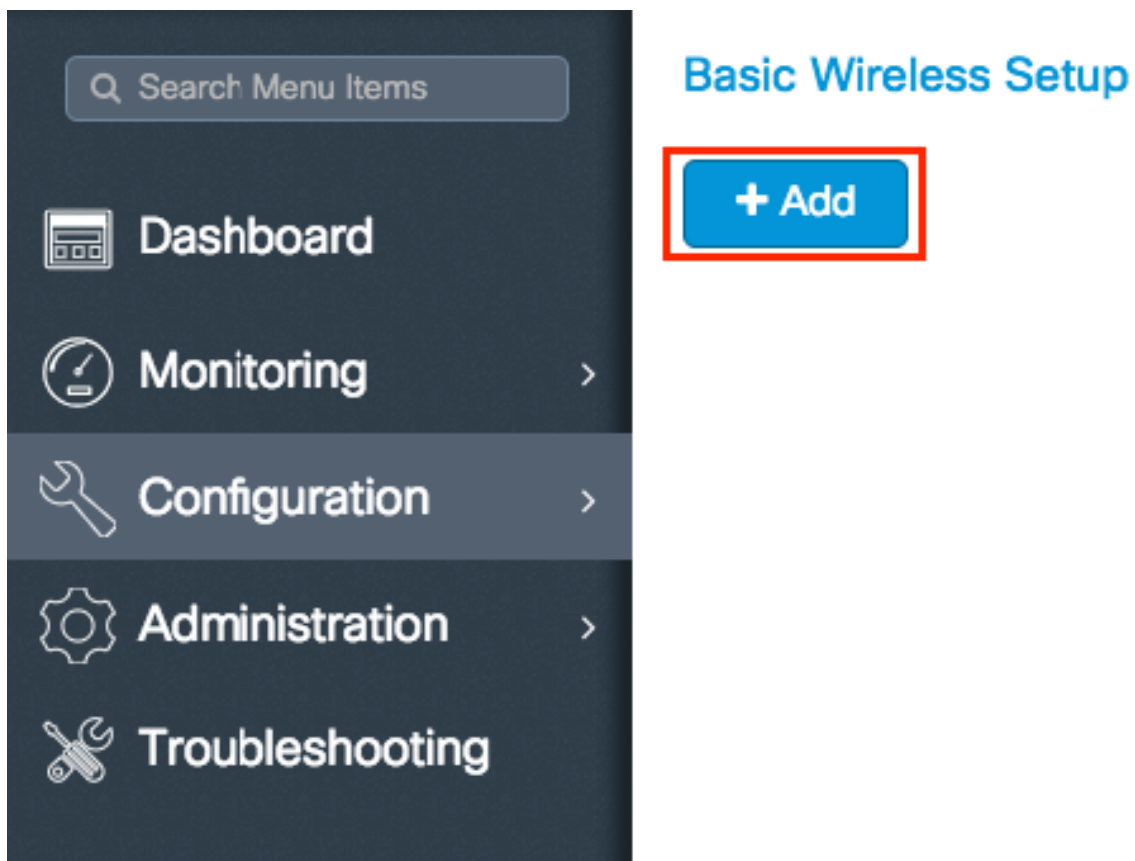 Search Menu Items
Dashboard
Monitoring
Configuration
Administration
Troubleshooting
Basic Wireless Setup
+ Add